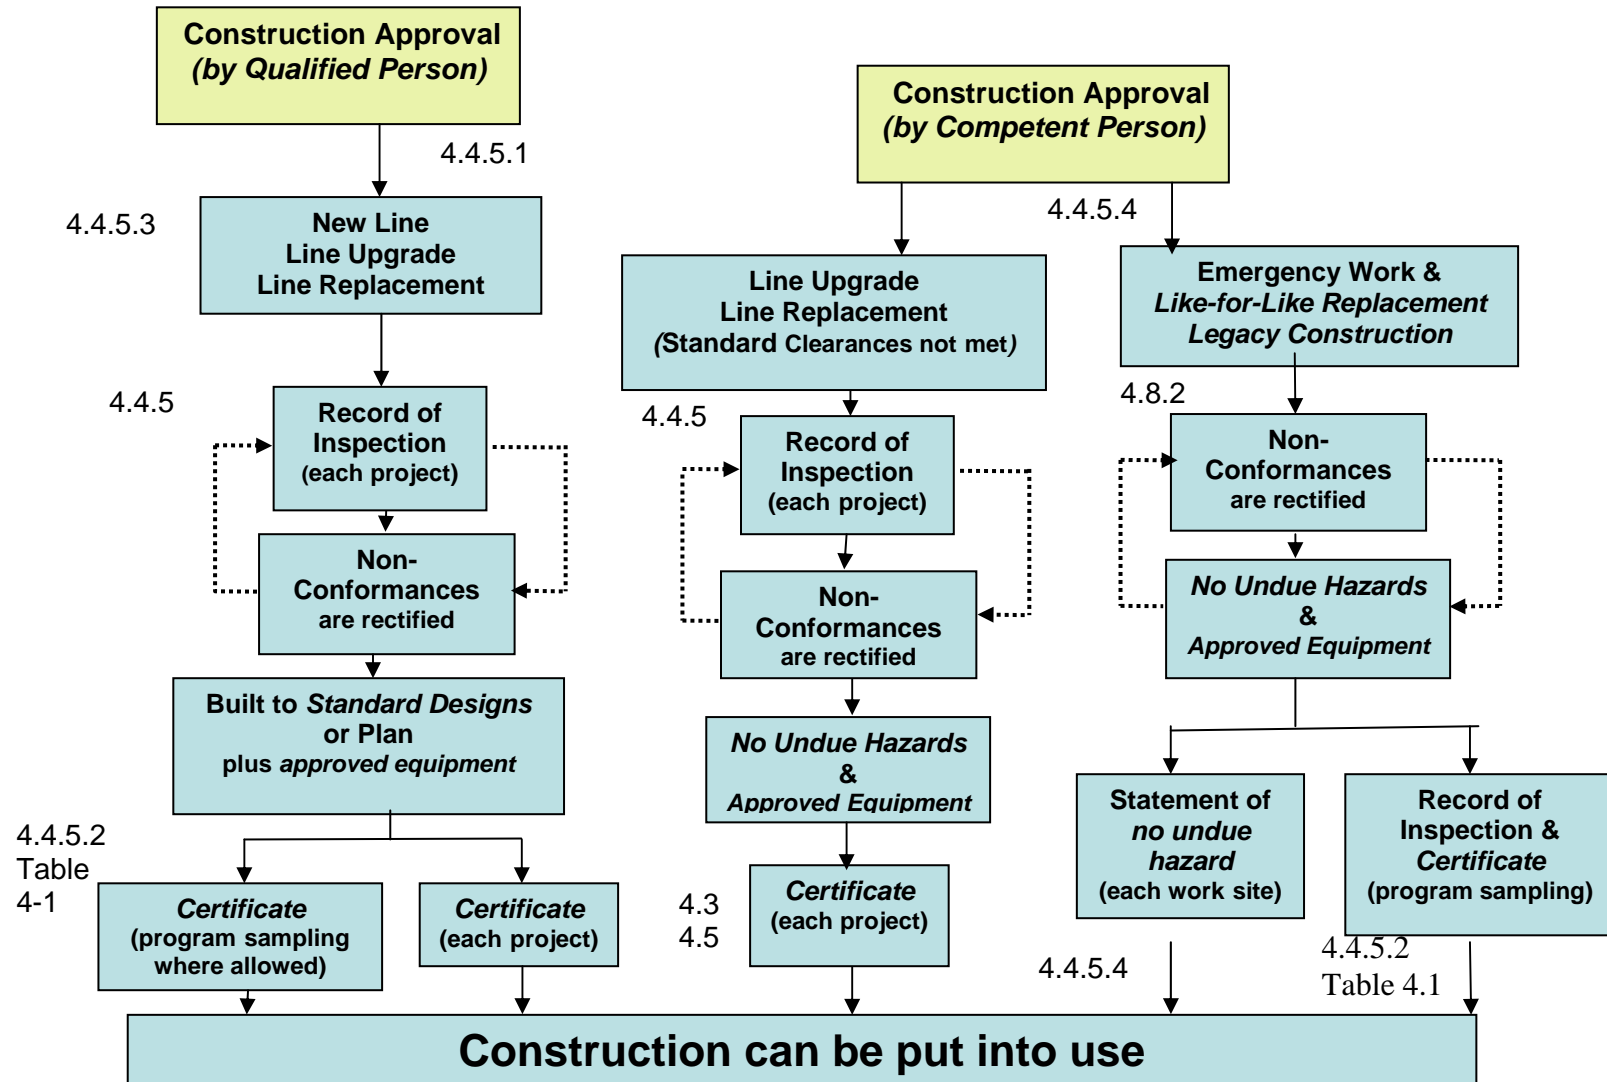 Construction Approval
(by Qualified Person)
4.4.5.1
4.4.5.3
New Line
Line Upgrade
Line Replacement
4.4.5
Record of
Inspection
(each project)
Non-
Conformances
are rectified
Built to Standard Designs
or Plan
plus approved equipment
4.4.5.2
Table
4-1
Certificate
(program sampling
where allowed)
Certificate
(each project)
Construction Approval
(by Competent Person)
4.4.5.4
Line Upgrade
Line Replacement
(Standard Clearances not met)
4.4.5
Record of
Inspection
(each project)
Non-
Conformances
are rectified
No Undue Hazards
&
Approved Equipment
4.3
4.5
Certificate
(each project)
Emergency Work &
Like-for-Like Replacement
Legacy Construction
4.8.2
Non-
Conformances
are rectified
No Undue Hazards
&
Approved Equipment
Statement of
no undue
hazard
(each work site)
4.4.5.4
Record of
Inspection &
Certificate
(program sampling)
4.4.5.2
Table 4.1
Construction can be put into use